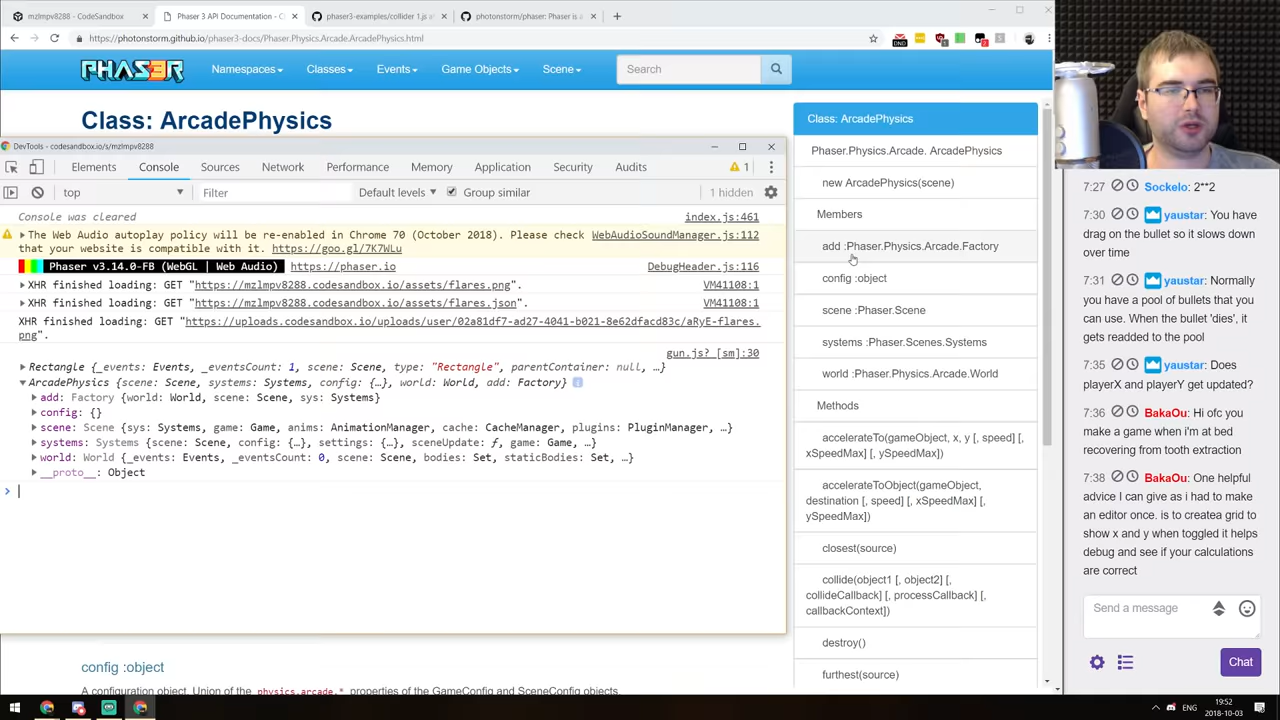 mzlmpv8288 - CodeSandbox
Phaser 3 API Documentation - C
phaser3-examples/collider 1.js a
photonstorm/phaser: Phaser is a
https://photonstorm.github.io/phaser3-docs/Phaser.Physics.Arcade.ArcadePhysics.html
PHASER
Namespaces
Classes
Events
Game Objects
Scene
Search
Class: ArcadePhysics
DevTools - codesandbox.io/s/mzlmpv8288
Elements
Console
Sources
Network
Performance
Memory
Application
Security
Audits
1
top
Filter
Default levels
Group similar
1 hidden
Console was cleared
index.js:461
The Web Audio autoplay policy will be re-enabled in Chrome 70 (October 2018). Please check
WebAudioSoundManager.js:112
that your website is compatible with it. https://goo.gl/7K7WLu
Phaser v3.14.0-FB (WebGL | Web Audio)
https://phaser.io
DebugHeader.js:116
XHR finished loading: GET "https://mzlmpv8288.codesandbox.io/assets/flares.png".
VM41108:1
XHR finished loading: GET "https://mzlmpv8288.codesandbox.io/assets/flares.json".
VM41108:1
XHR finished loading: GET "https://uploads.codesandbox.io/uploads/user/02a81df7-ad27-4041-b021-8e62dfacd83c/aRyE-flares.
png".
gun.js? [sm]:30
Rectangle {_events: Events, _eventsCount: 1, scene: Scene, type: "Rectangle", parentContainer: null, …}
ArcadePhysics {scene: Scene, systems: Systems, config: {…}, world: World, add: Factory}
add: Factory {world: World, scene: Scene, sys: Systems}
config: {}
scene: Scene {sys: Systems, game: Game, anims: AnimationManager, cache: CacheManager, plugins: PluginManager, …}
systems: Systems {scene: Scene, config: {…}, settings: {…}, sceneUpdate: ƒ, game: Game, …}
world: World {_events: Events, _eventsCount: 0, scene: Scene, bodies: Set, staticBodies: Set, …}
__proto__: Object
config :object
A configuration object. Union of the physics.arcade.* properties of the GameConfig and SceneConfig objects.
Class: ArcadePhysics
Phaser.Physics.Arcade. ArcadePhysics
new ArcadePhysics(scene)
Members
add :Phaser.Physics.Arcade.Factory
config :object
scene :Phaser.Scene
systems :Phaser.Scenes.Systems
world :Phaser.Physics.Arcade.World
Methods
accelerateTo(gameObject, x, y [, speed] [,
xSpeedMax] [, ySpeedMax])
accelerateToObject(gameObject,
destination [, speed] [, xSpeedMax] [,
ySpeedMax])
closest(source)
collide(object1 [, object2] [,
collideCallback] [, processCallback] [,
callbackContext])
destroy()
furthest(source)
7:27 Sockelo: 2**2
7:30 yaustar: You have
drag on the bullet so it slows down
over time
7:31 yaustar: Normally
you have a pool of bullets that you
can use. When the bullet 'dies', it
gets readded to the pool
7:35 yaustar: Does
playerX and playerY get updated?
7:36 BakaOu: Hi ofc you
make a game when i'm at bed
recovering from tooth extraction
7:38 BakaOu: One helpful
advice I can give as i had to make
an editor once. is to createa grid to
show x and y when toggled it helps
debug and see if your calculations
are correct
Send a message
Chat
ENG
19:52
2018-10-03